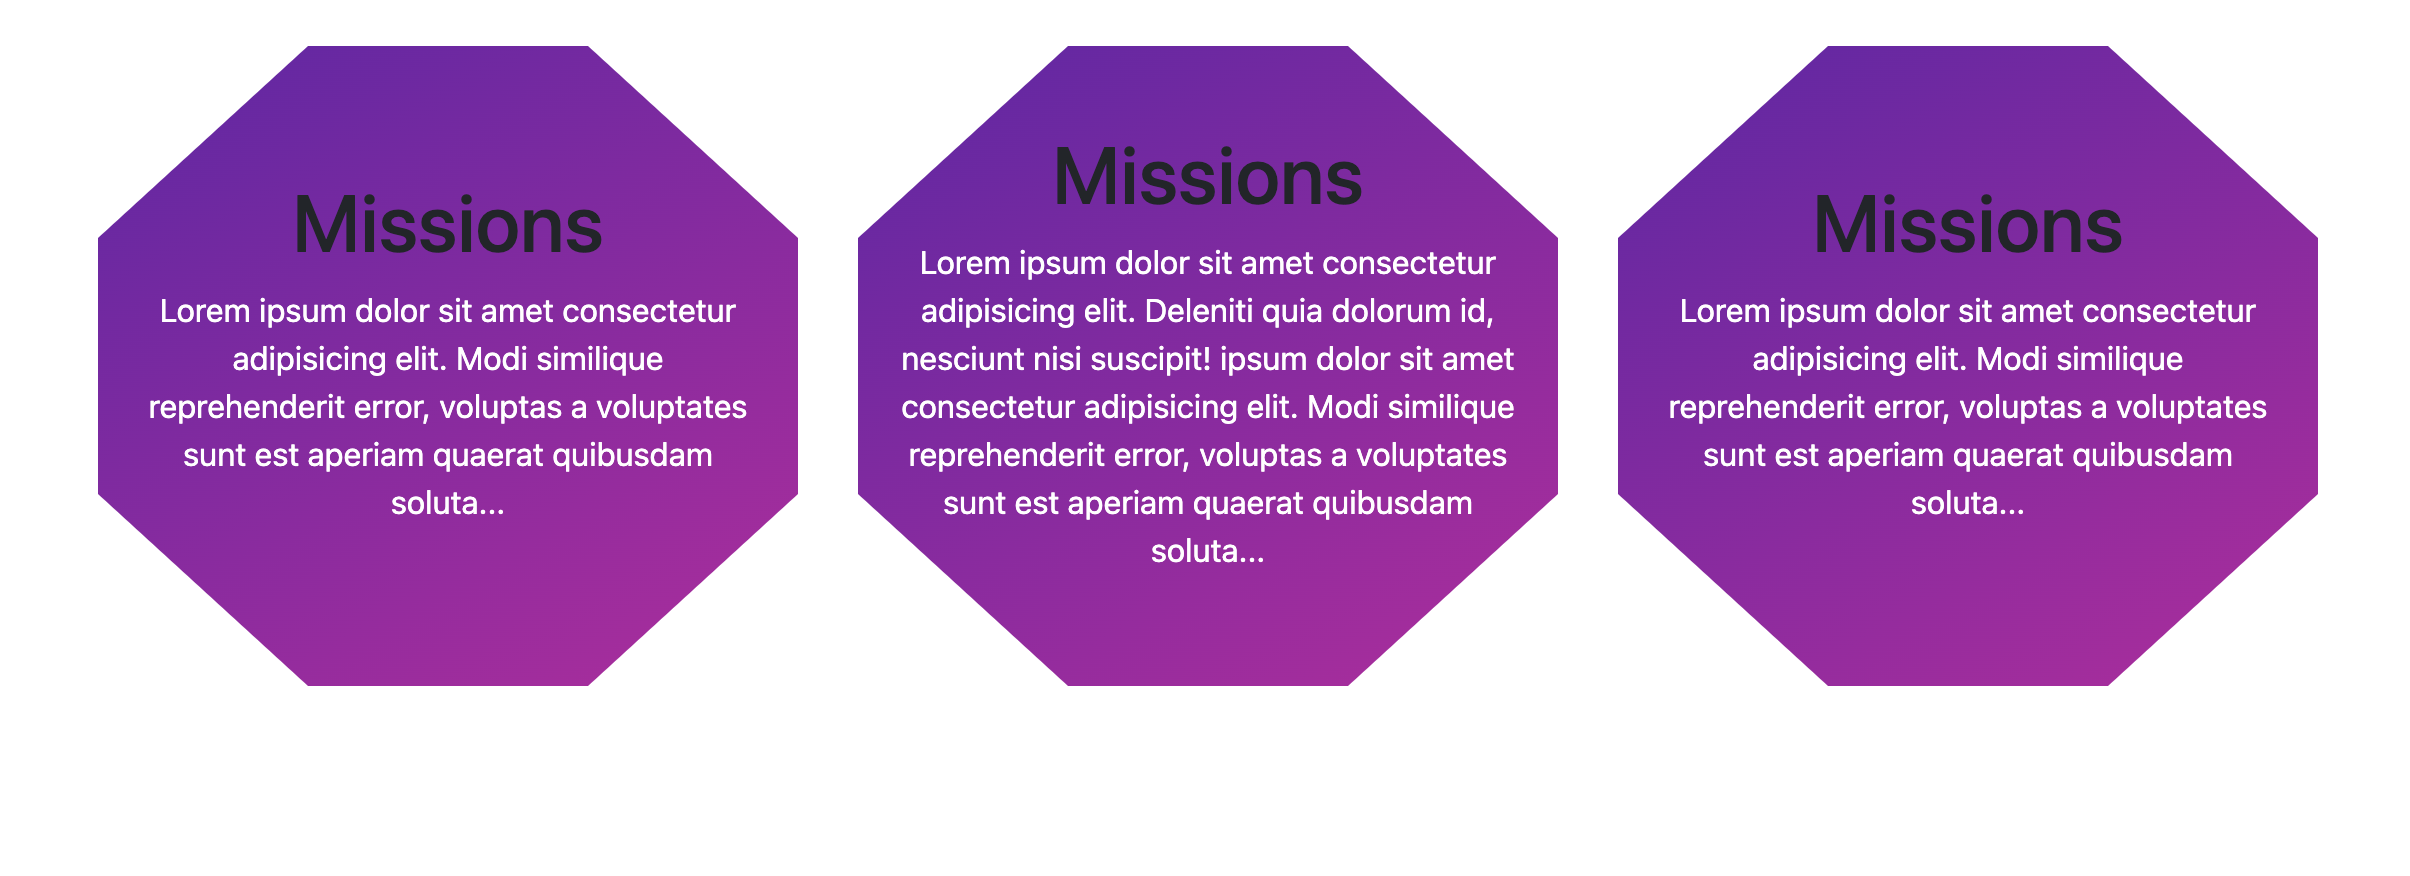 Missions
Lorem ipsum dolor sit amet consectetur
adipisicing elit. Modi similique
reprehenderit error, voluptas a voluptates
sunt est aperiam quaerat quibusdam
soluta...
Missions
Lorem ipsum dolor sit amet consectetur
adipisicing elit. Deleniti quia dolorum id,
nesciunt nisi suscipit! ipsum dolor sit amet
consectetur adipisicing elit. Modi similique
reprehenderit error, voluptas a voluptates
sunt est aperiam quaerat quibusdam
soluta...
Missions
Lorem ipsum dolor sit amet consectetur
adipisicing elit. Modi similique
reprehenderit error, voluptas a voluptates
sunt est aperiam quaerat quibusdam
soluta...